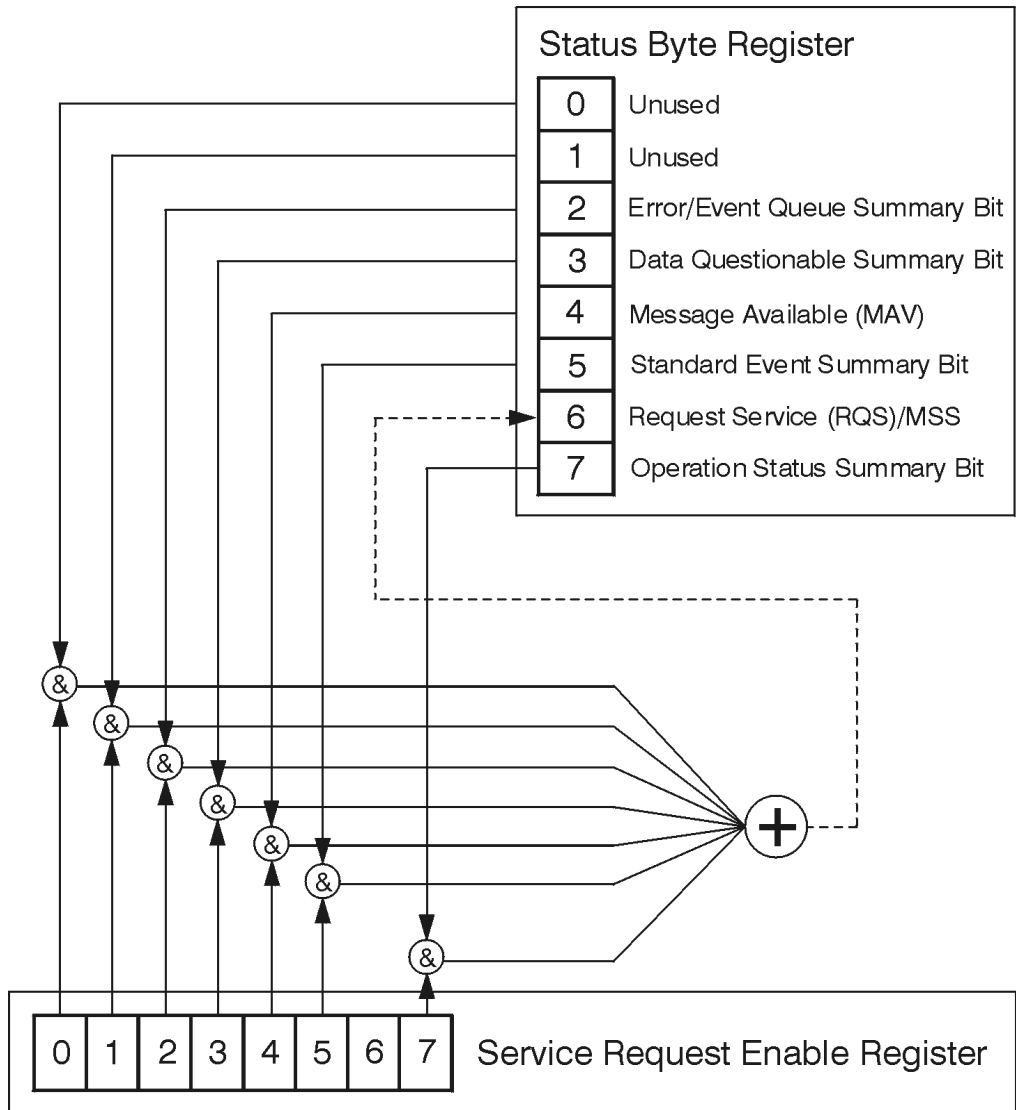 Status Byte Register
0 Unused
1 Unused
2 Error/Event Queue Summary Bit
3 Data Questionable Summary Bit
4 Message Available (MAV)
5 Standard Event Summary Bit
6 Request Service (RQS)/MSS
7 Operation Status Summary Bit
&
&
&
&
&
&
&
+
0 1 2 3 4 5 6 7 Service Request Enable Register